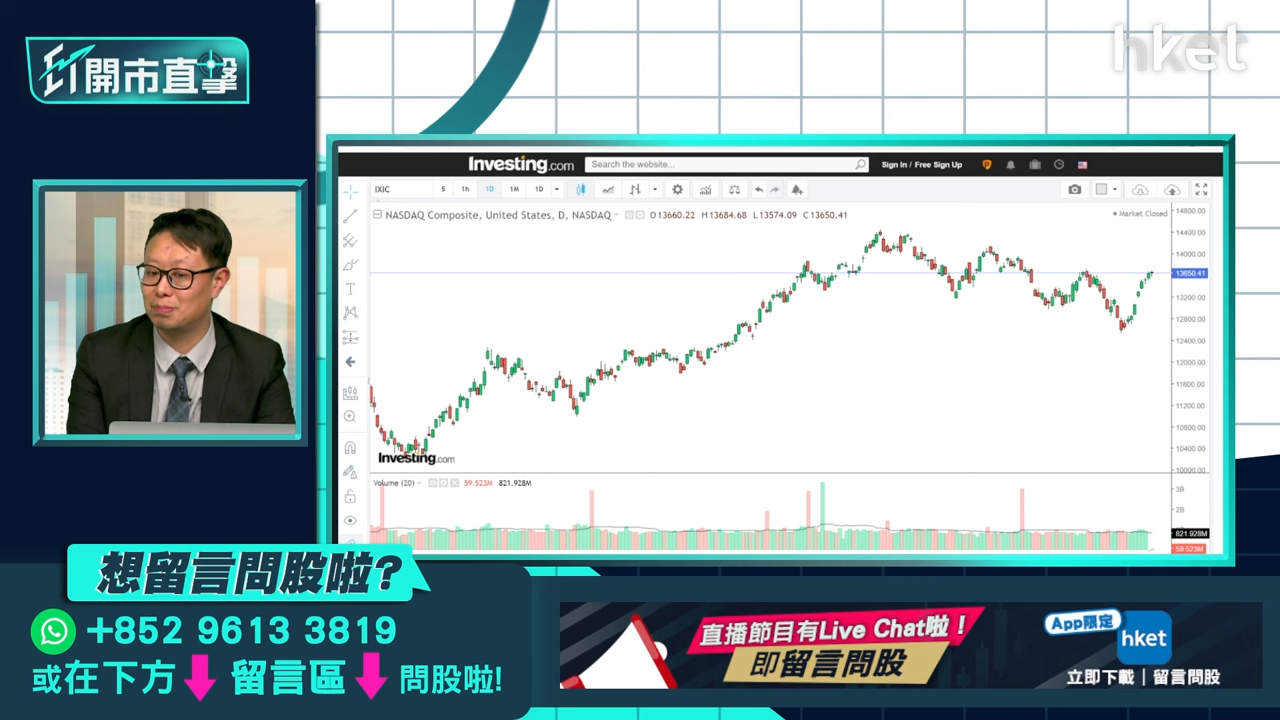 ET開市直擊
hket
Investing.com
Search the website...
Sign In / Free Sign Up
IXIC
5
1h
1D
1M
1D
NASDAQ Composite, United States, D, NASDAQ
O13660.22 H13684.68 L13574.09 C13650.41
Market Closed
14800.00
14400.00
14000.00
13650.41
13200.00
12800.00
12400.00
12000.00
11600.00
11200.00
10800.00
10400.00
10000.00
Investing.com
Volume (20)
59.523M
821.928M
3B
2B
821.928M
59.523M
想留言問股啦?
+852 9613 3819
或在下方 留言區 問股啦!
直播節目有Live Chat啦!
即留言問股
App限定
hket
立即下載|留言問股